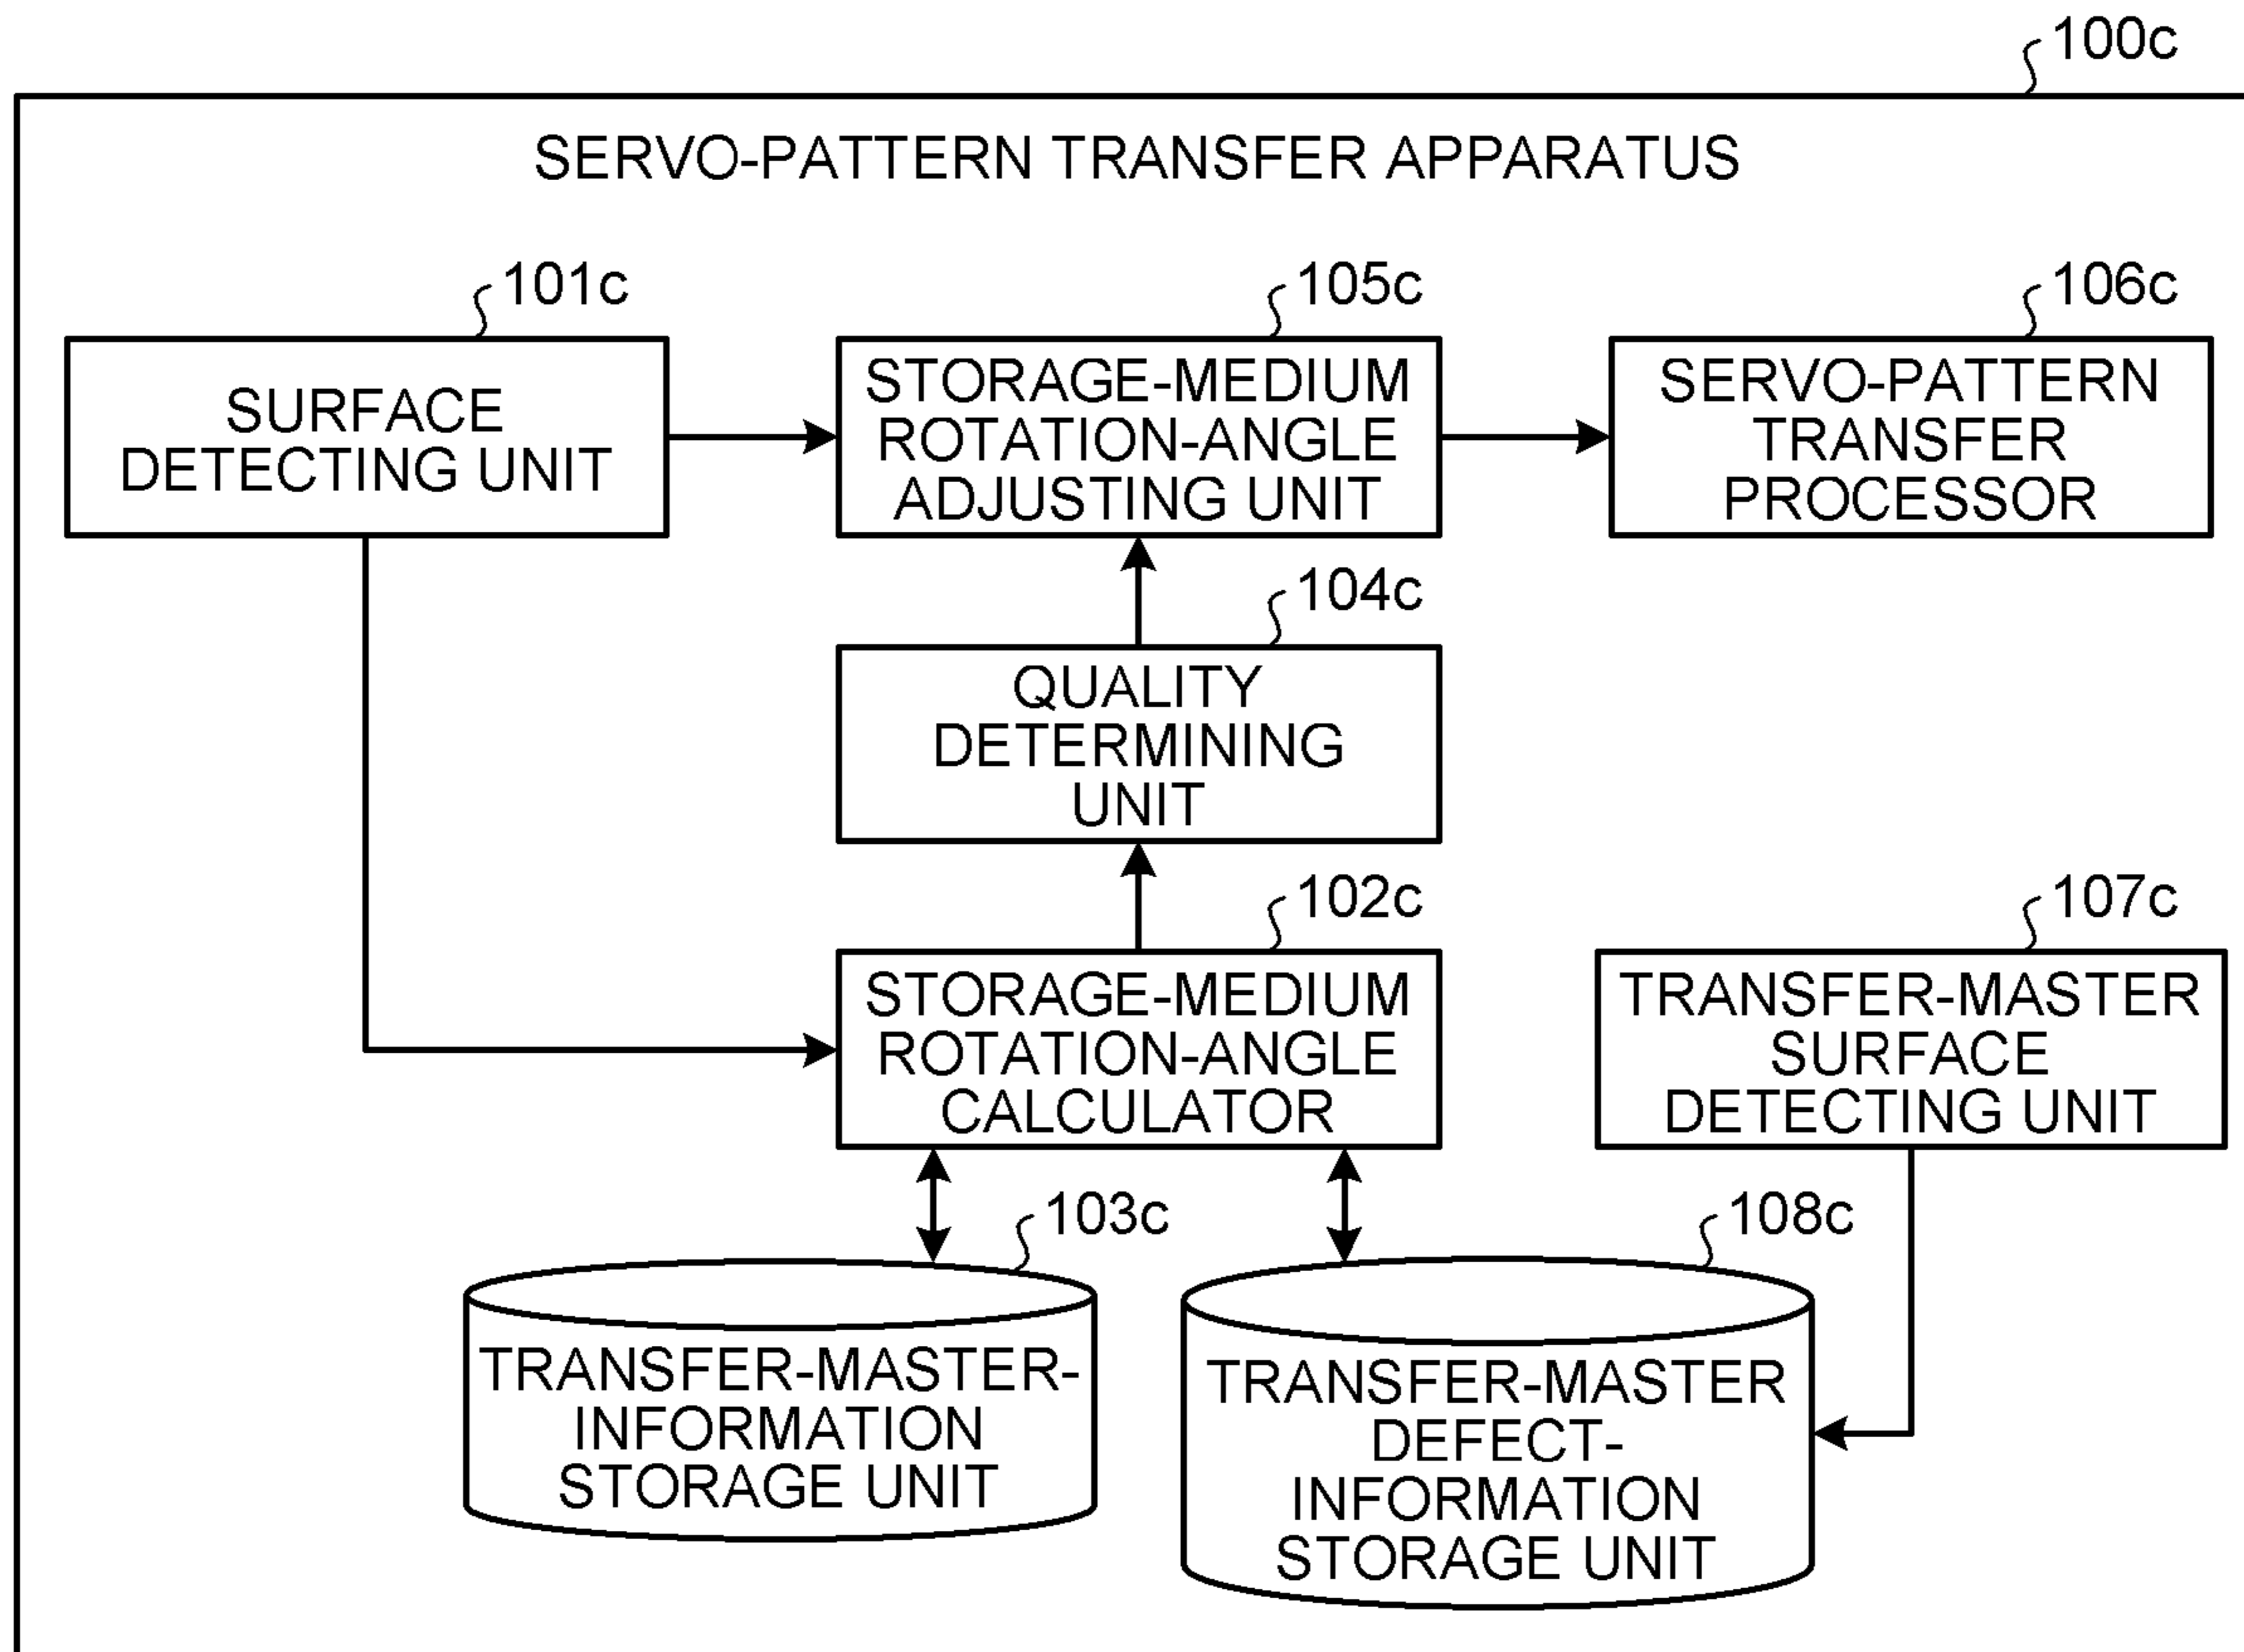 100c
SERVO-PATTERN TRANSFER APPARATUS
101c
SURFACE
DETECTING UNIT
105c
STORAGE-MEDIUM
ROTATION-ANGLE
ADJUSTING UNIT
106c
SERVO-PATTERN
TRANSFER
PROCESSOR
104c
QUALITY
DETERMINING
UNIT
102c
STORAGE-MEDIUM
ROTATION-ANGLE
CALCULATOR
107c
TRANSFER-MASTER
SURFACE
DETECTING UNIT
103c
TRANSFER-MASTER-
INFORMATION
STORAGE UNIT
108c
TRANSFER-MASTER
DEFECT-
INFORMATION
STORAGE UNIT